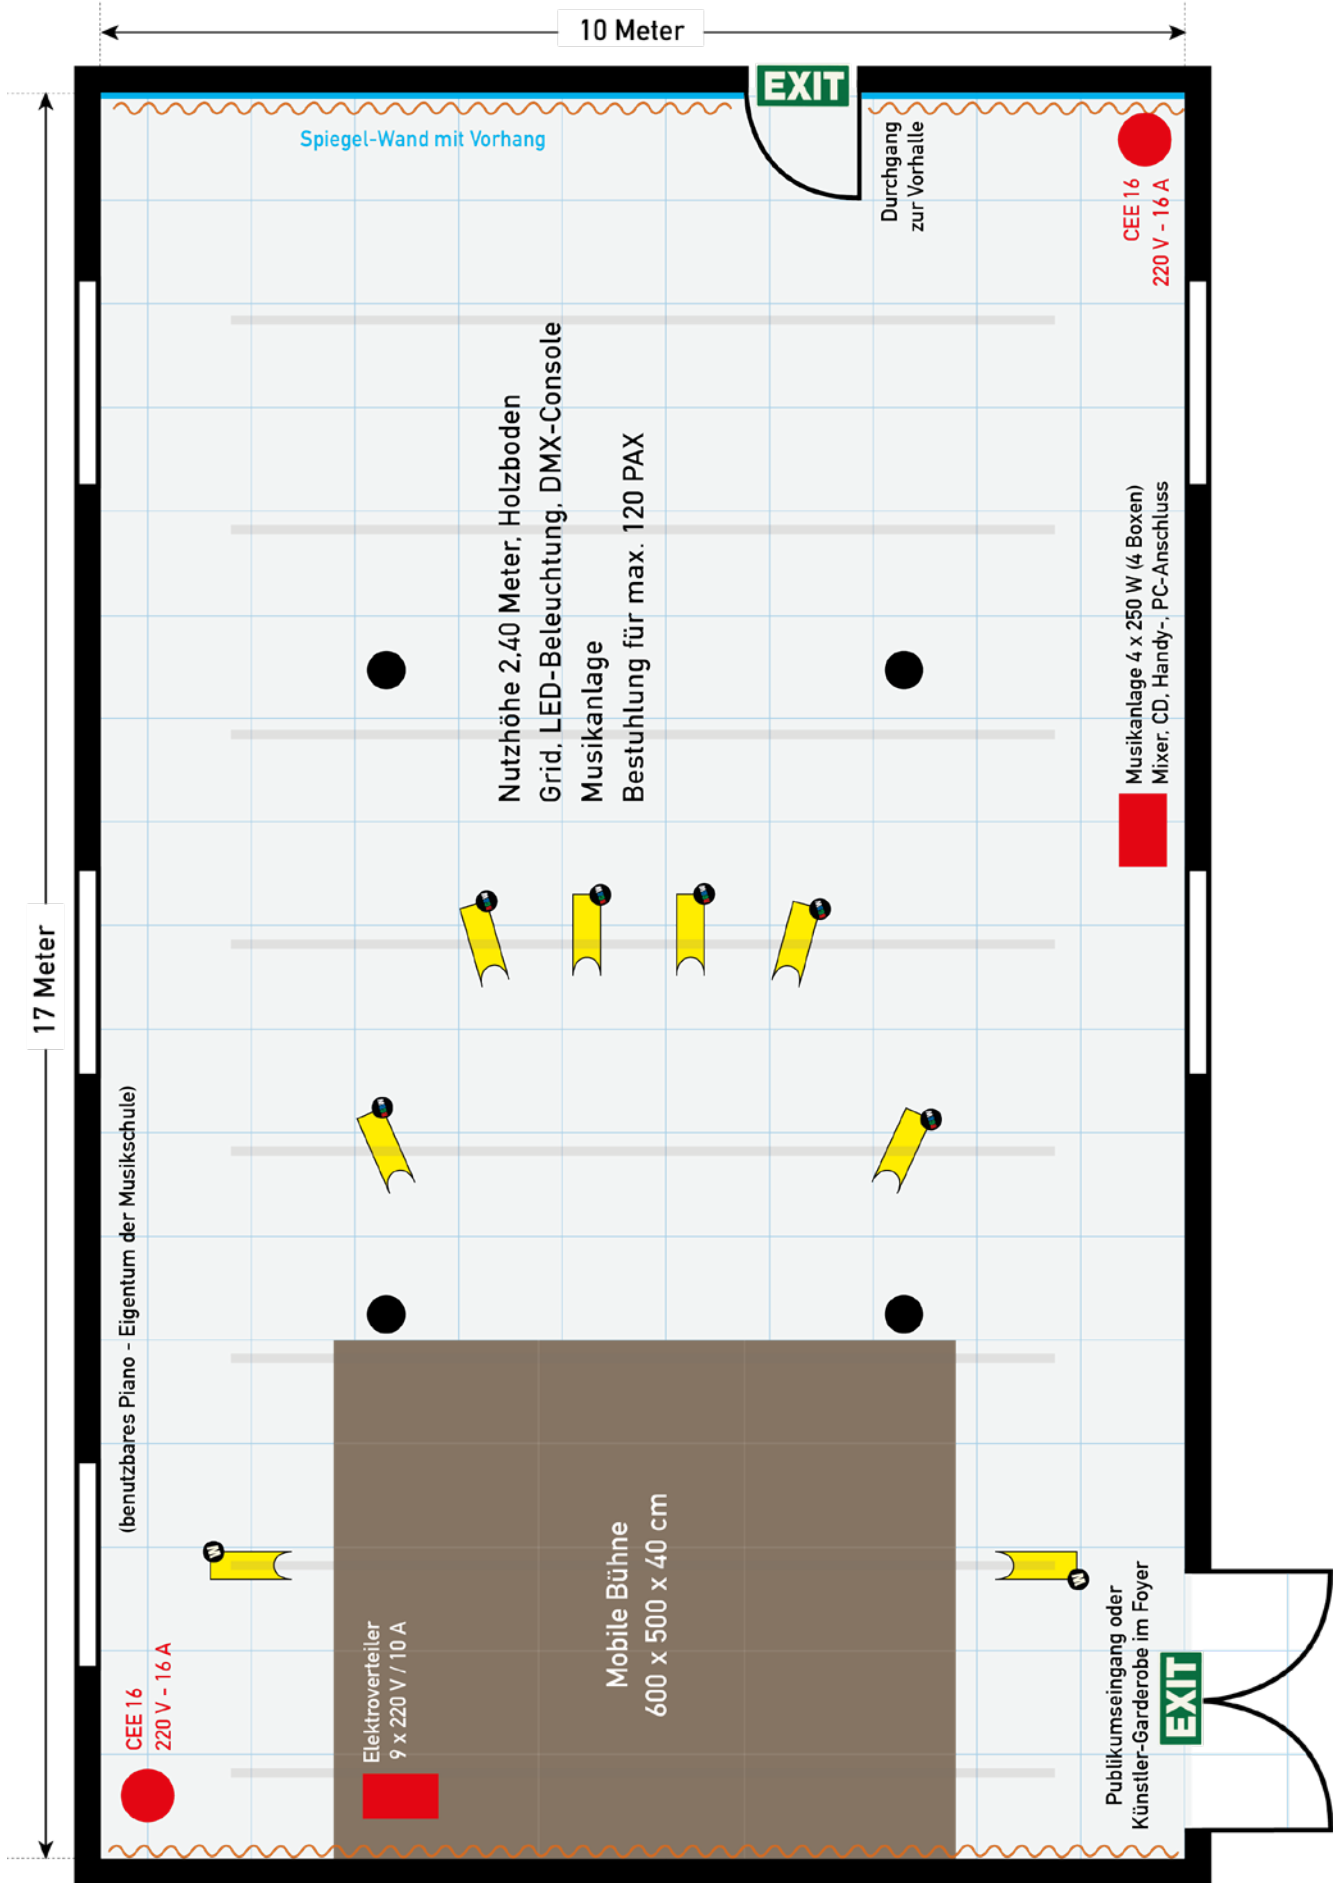 10 Meter
EXIT
Spiegel-Wand mit Vorhang
Durchgang
zur Vorhalle
CEE 16
220 V - 16 A
Nutzhöhe 2,40 Meter, Holzboden
Grid, LED-Beleuchtung, DMX-Console
Musikanlage
Bestuhlung für max. 120 PAX
Musikanlage 4 x 250 W (4 Boxen)
Mixer, CD, Handy-, PC-Anschluss
17 Meter
(benutzbares Piano - Eigentum der Musikschule)
W
W
Mobile Bühne
600 x 500 x 40 cm
Elektroverteiler
9 x 220 V / 10 A
CEE 16
220 V - 16 A
Publikumseingang oder
Künstler-Garderobe im Foyer
EXIT